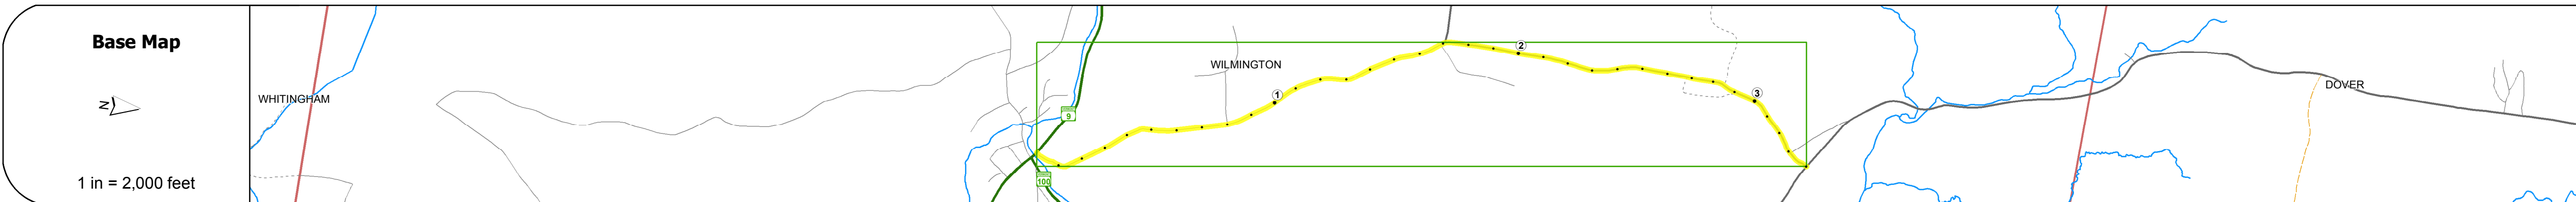 Base Map
N
1 in = 2,000 feet
WHITINGHAM
9
100
WILMINGTON
1
2
3
DOVER